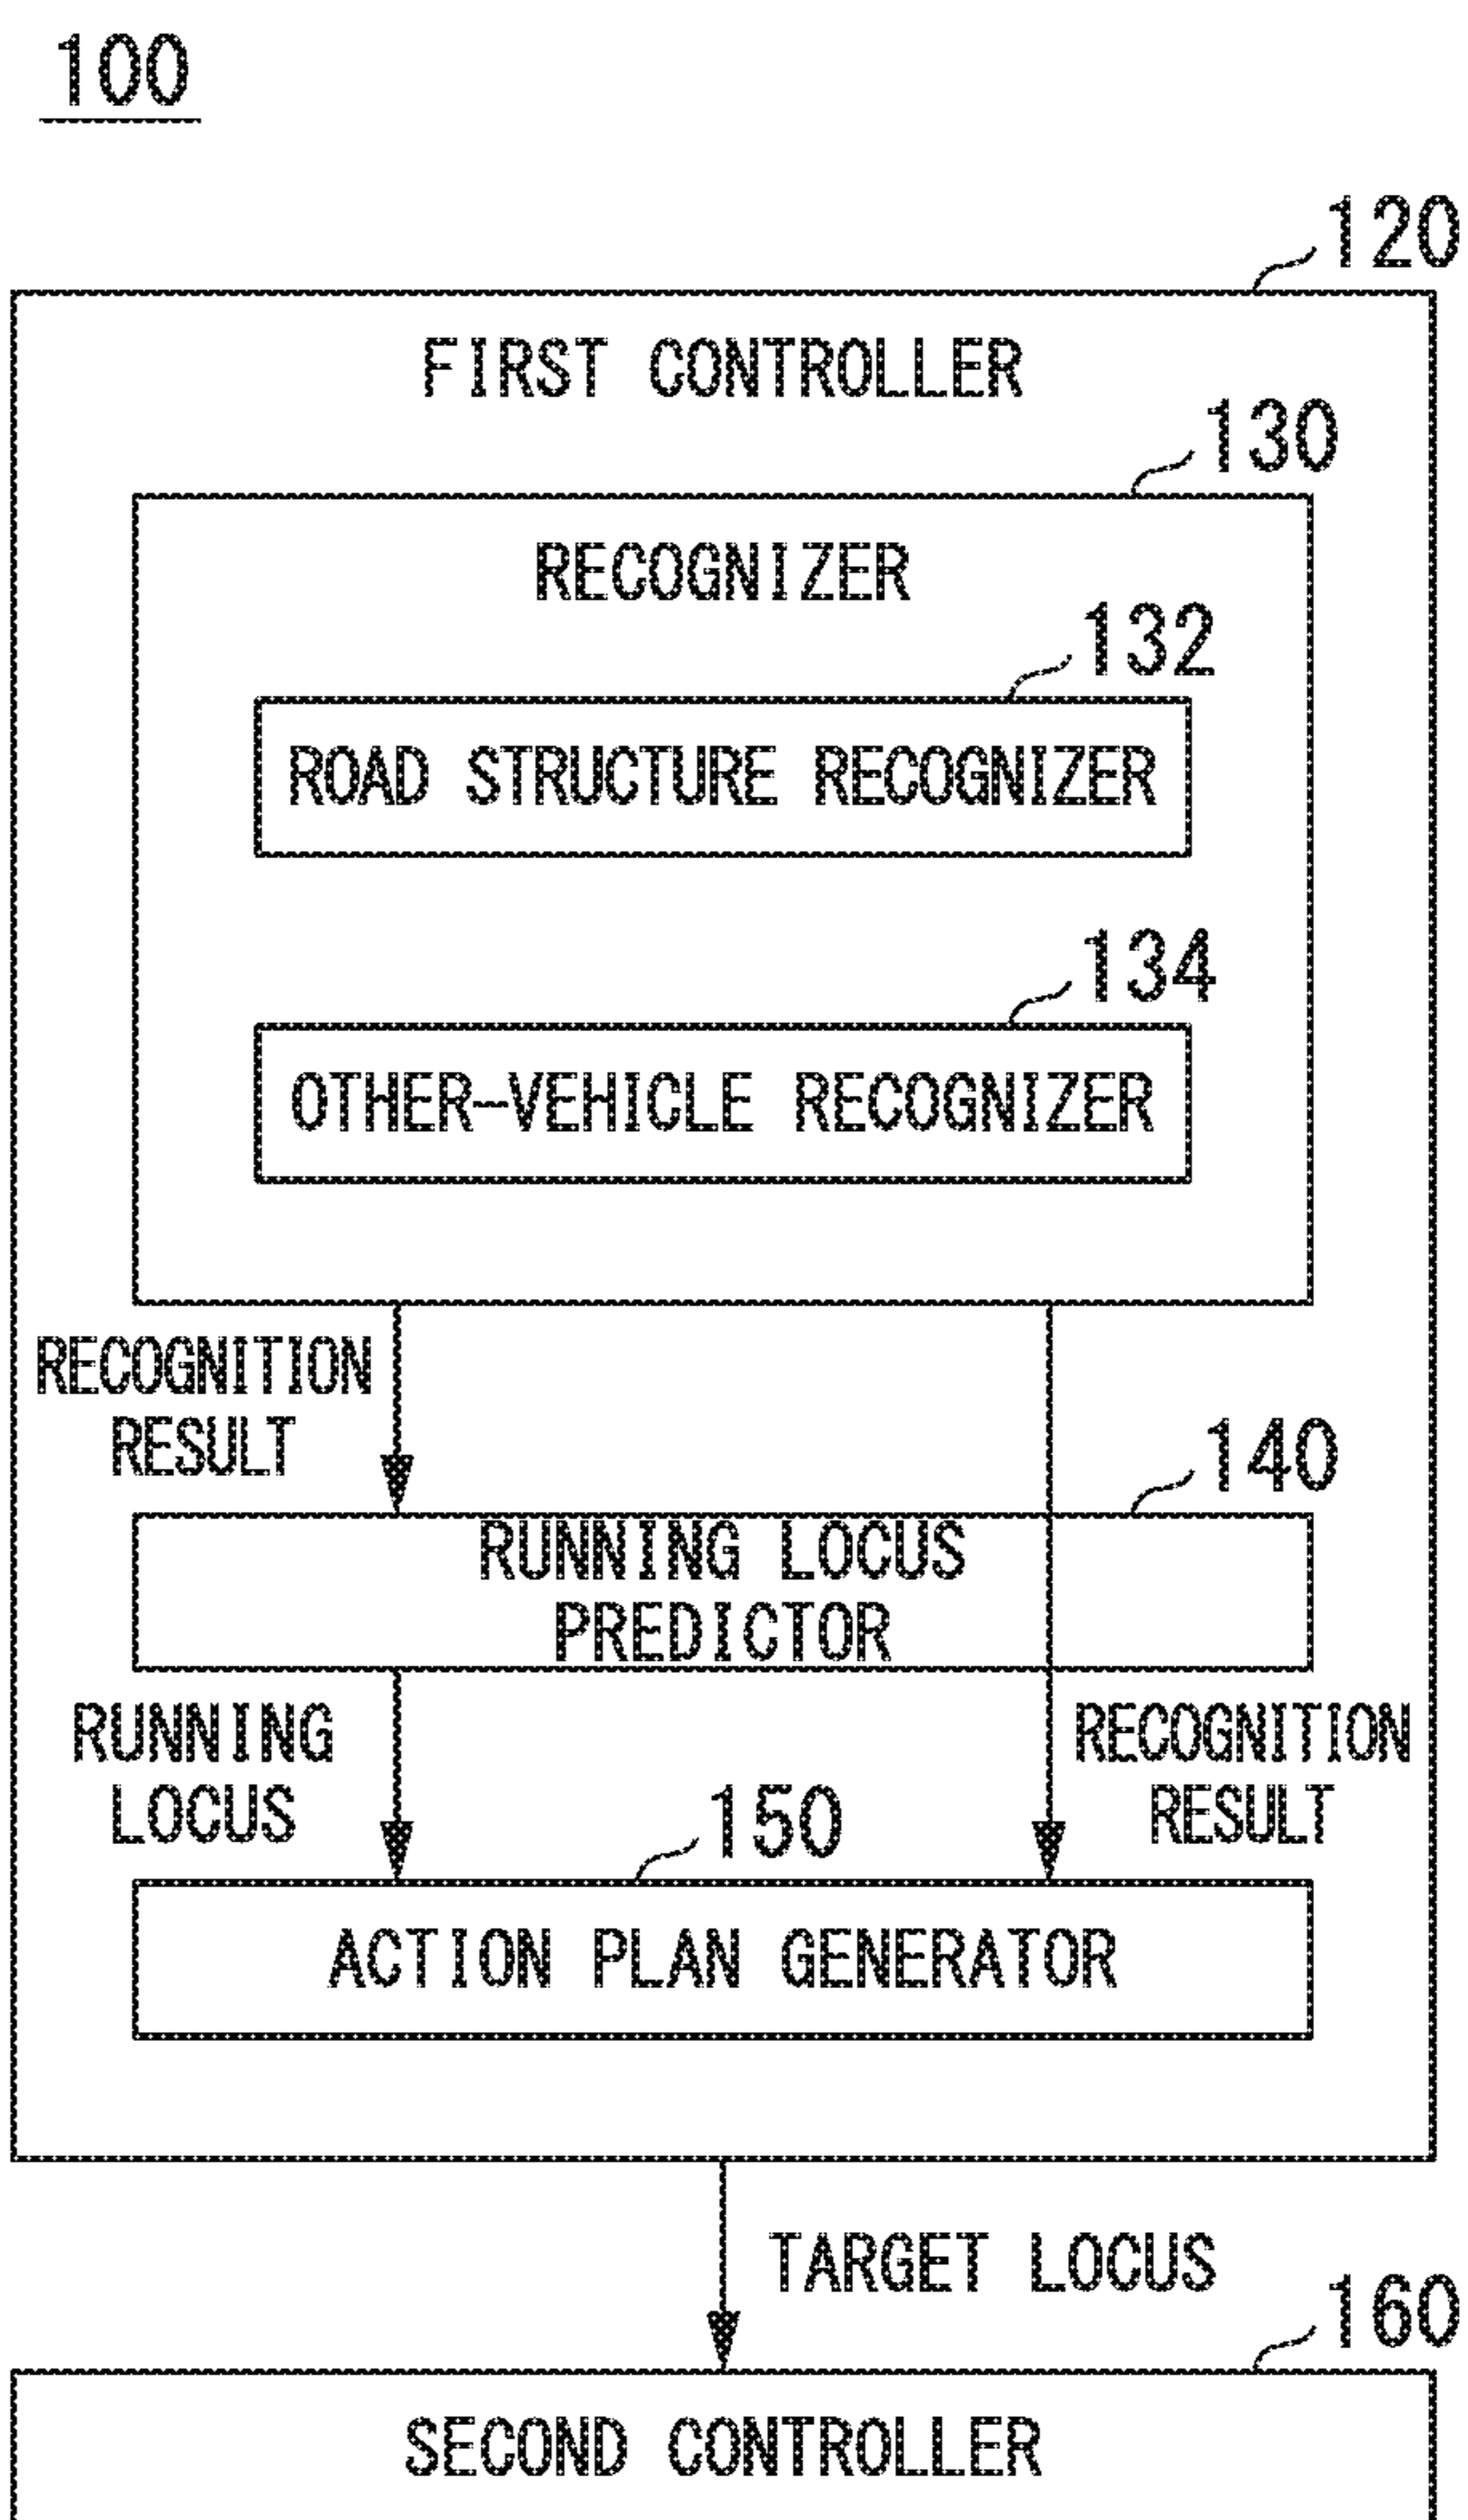 100
120
FIRST CONTROLLER
130
RECOGNIZER
132
ROAD STRUCTURE RECOGNIZER
134
OTHER-VEHICLE RECOGNIZER
RECOGNITION
RESULT
140
RUNNING LOCUS
PREDICTOR
RUNNING
LOCUS
RECOGNITION
RESULT
150
ACTION PLAN GENERATOR
TARGET LOCUS
160
SECOND CONTROLLER